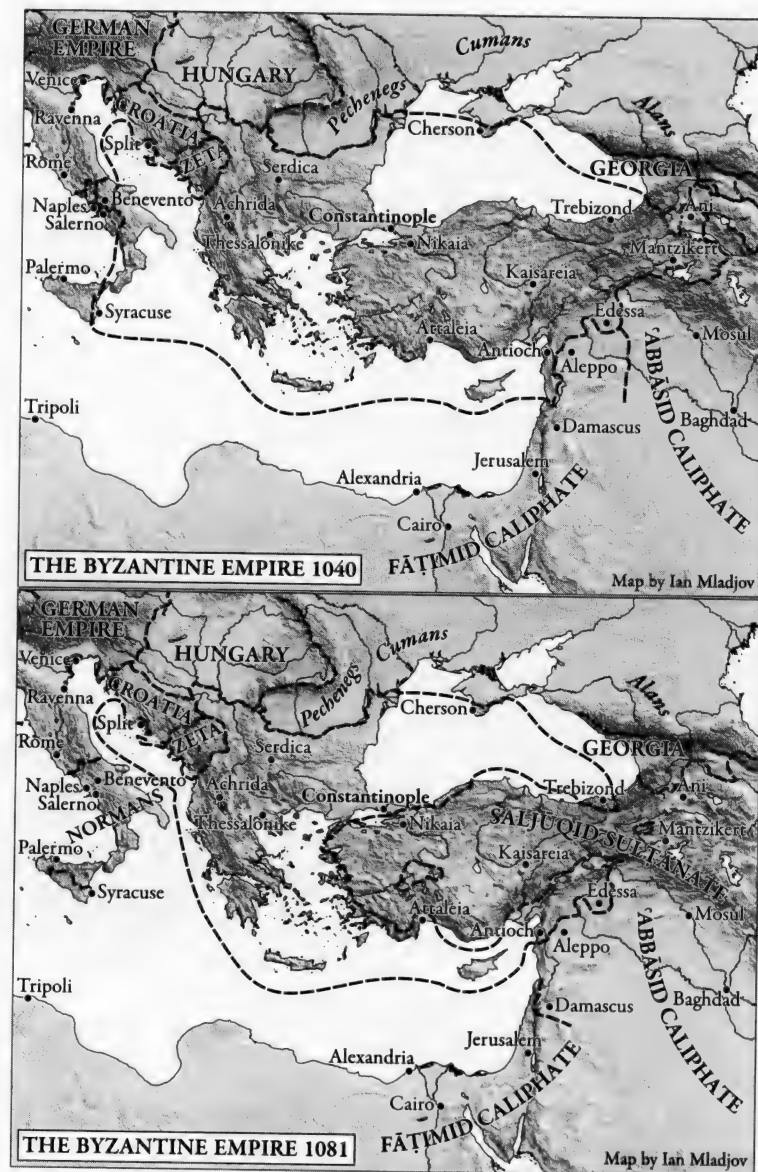 GERMAN
EMPIRE
Cumans
Venice
HUNGARY
Pechenegs
Ravenna
CROATIA
Cherson
Alans
Split
ZETA
Rome
Serdica
GEORGIA
Naples
Benevento
Achrida
Constantinople
Trebizond
Ani
Salerno
Thessalonike
Nikaia
Mantzikert
Palermo
Kaisareia
Syracuse
Attaleia
Edessa
Mosul
Antioch
Aleppo
'ABBĀSID CALIPHATE
Tripoli
Damascus
Baghdad
Alexandria
Jerusalem
Cairo
FĀṬIMID CALIPHATE
THE BYZANTINE EMPIRE 1040
Map by Ian Mladjov
GERMAN
EMPIRE
Cumans
Venice
HUNGARY
Pechenegs
Ravenna
CROATIA
Cherson
Alans
Split
ZETA
Rome
Serdica
GEORGIA
Naples
Benevento
Achrida
Constantinople
Trebizond
Ani
Salerno
NORMANS
Thessalonike
Nikaia
SALJUQID SULTANATE
Mantzikert
Palermo
Kaisareia
Syracuse
Attaleia
Edessa
Mosul
Antioch
Aleppo
'ABBĀSID CALIPHATE
Tripoli
Damascus
Baghdad
Alexandria
Jerusalem
Cairo
FĀṬIMID CALIPHATE
THE BYZANTINE EMPIRE 1081
Map by Ian Mladjov